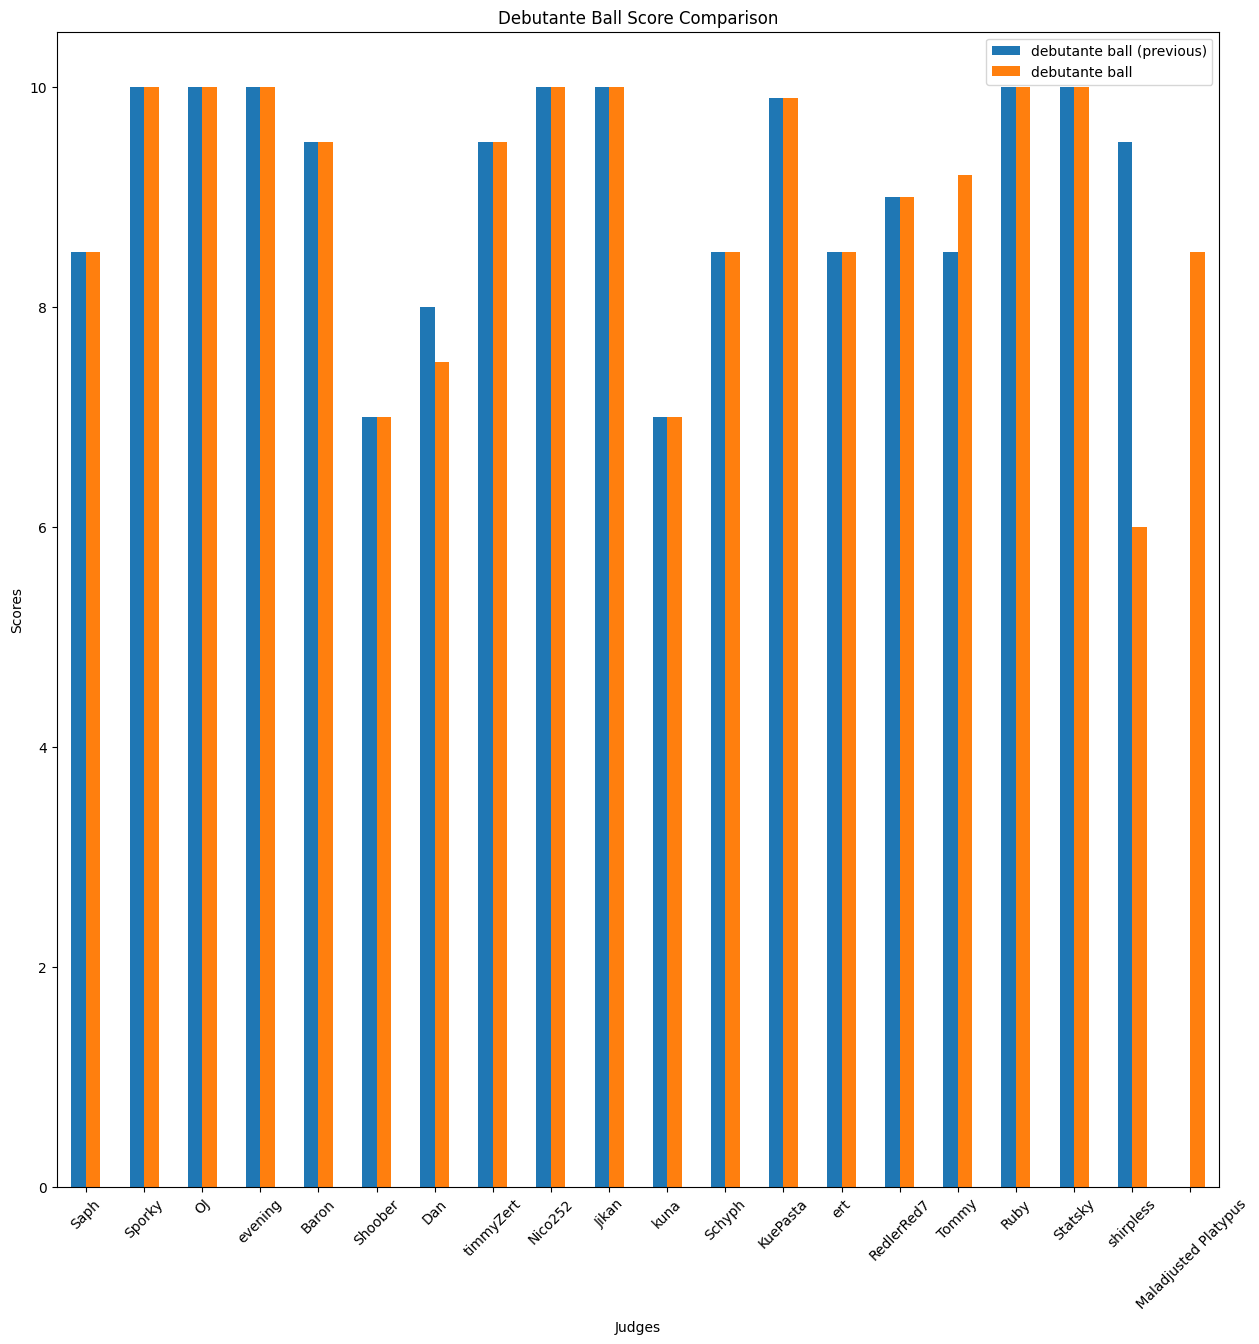 Debutante Ball Score Comparison
debutante ball (previous)
debutante ball
Scores
10
8
6
4
2
0
Saph
Sporky
OJ
evening
Baron
Shoober
Dan
timmyZert
Nico252
Jikan
kuna
Schyph
KuePasta
ert
RedlerRed7
Tommy
Ruby
Statsky
shirpless
Maladjusted Platypus
Judges